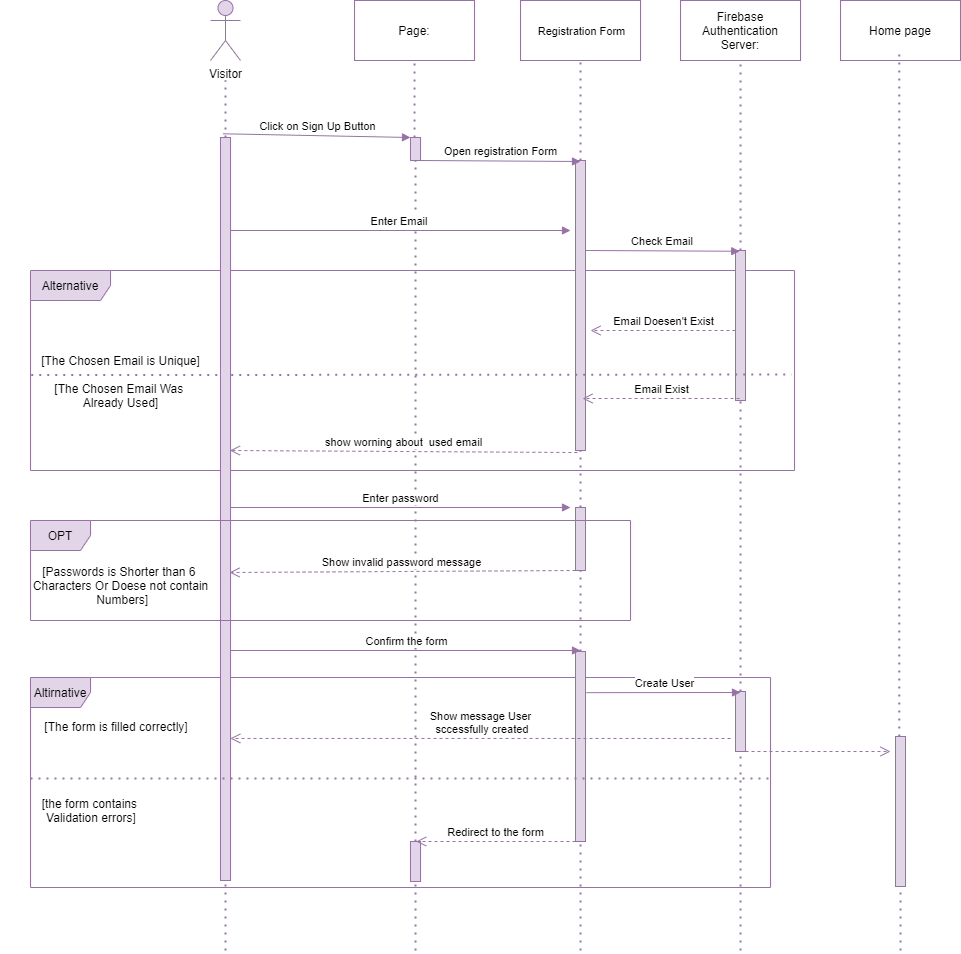 Visitor
Page:
Registration Form
Firebase
Authentication
Server:
Home page
Click on Sign Up Button
Open registration Form
Enter Email
Check Email
Alternative
Email Doesen't Exist
[The Chosen Email is Unique]
[The Chosen Email Was
Already Used]
Email Exist
show worning about  used email
Enter password
OPT
Show invalid password message
[Passwords is Shorter than 6
Characters Or Doese not contain
Numbers]
Confirm the form
Create User
Altirnative
Show message User
sccessfully created
[The form is filled correctly]
[the form contains
Validation errors]
Redirect to the form